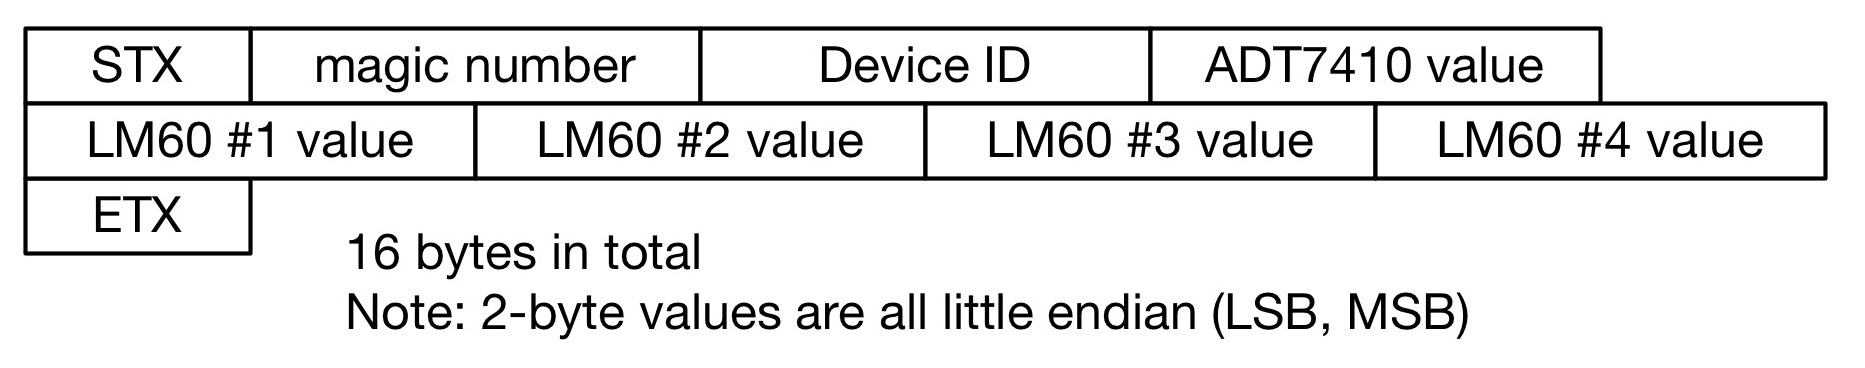 STX magic number Device ID ADT7410 value
LM60 #1 value LM60 #2 value LM60 #3 value LM60 #4 value
ETX
16 bytes in total
Note: 2-byte values are all little endian (LSB, MSB)